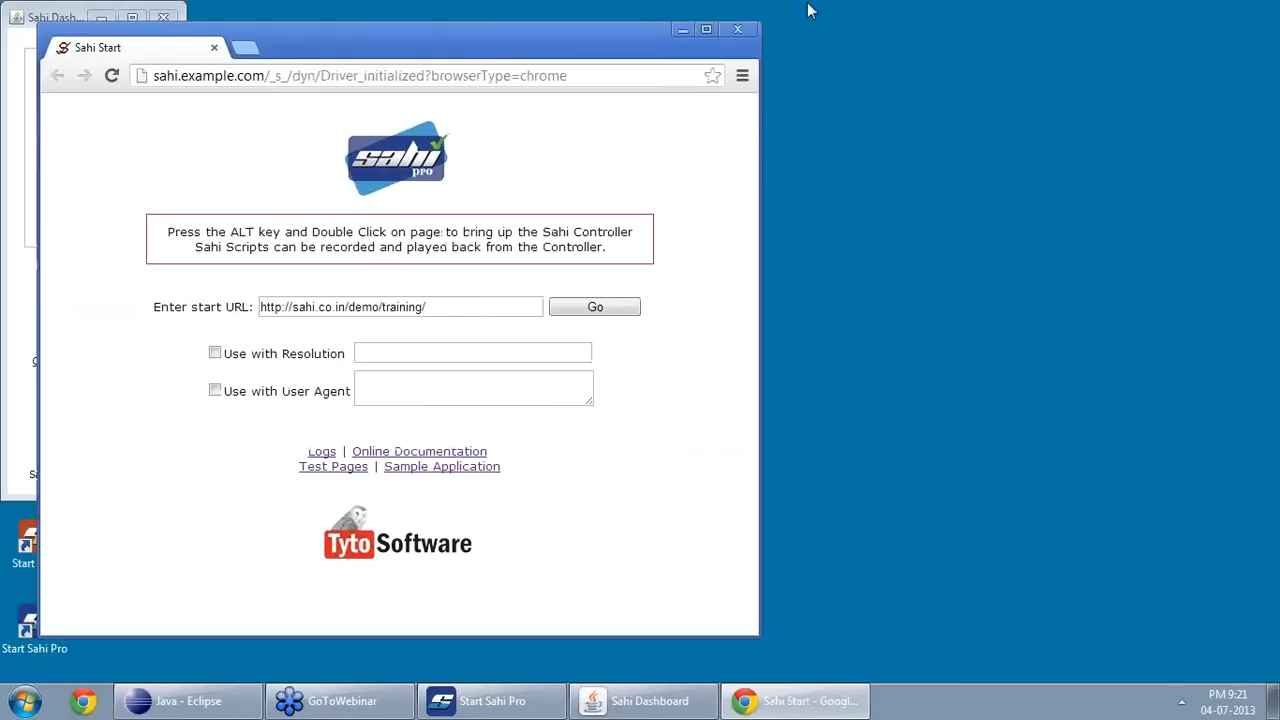 Sahi Dash...
Sahi Start
sahi.example.com/_s_/dyn/Driver_initialized?browserType=chrome
sahi
pro
Press the ALT key and Double Click on page to bring up the Sahi Controller
Sahi Scripts can be recorded and played back from the Controller.
Enter start URL: http://sahi.co.in/demo/training/ Go
Use with Resolution
Use with User Agent
Logs | Online Documentation
Test Pages | Sample Application
Tyto Software
Start
Start Sahi Pro
Java - Eclipse
GoToWebinar
Start Sahi Pro
Sahi Dashboard
Sahi Start - Googl...
PM 9:21
04-07-2013